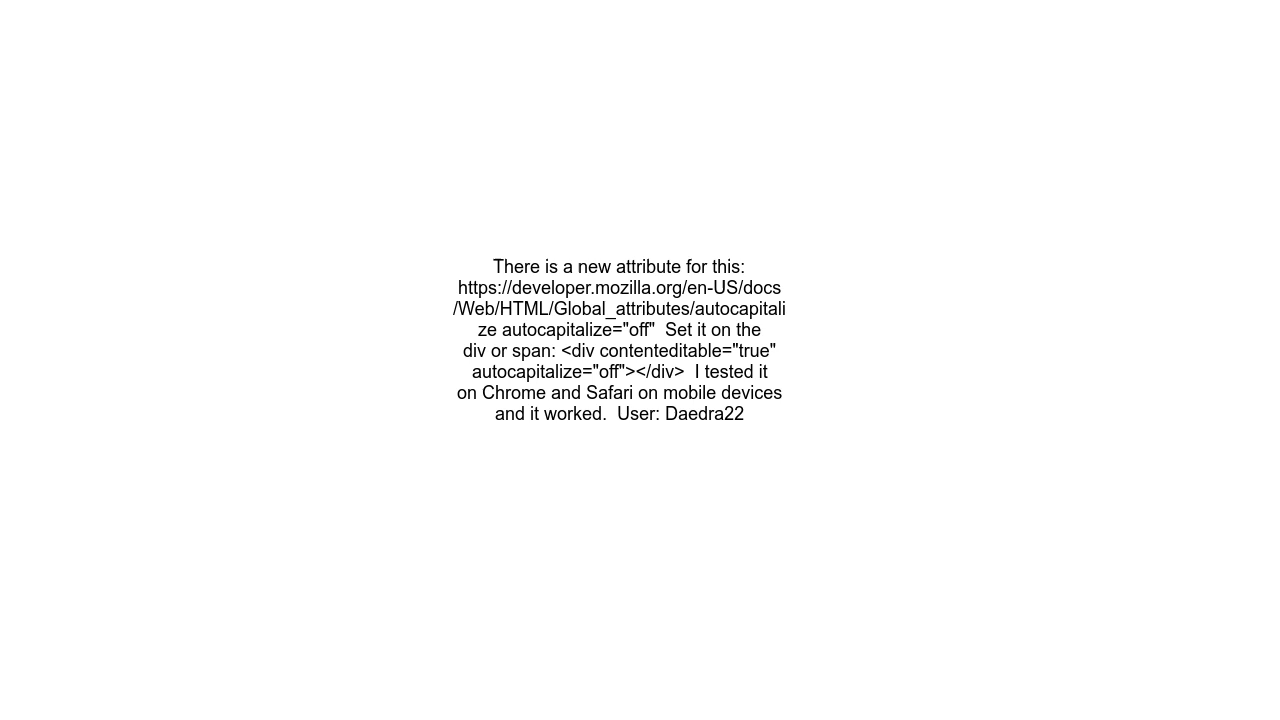 There is a new attribute for this:
https://developer.mozilla.org/en-US/docs
/Web/HTML/Global_attributes/autocapitali
ze autocapitalize="off"  Set it on the
div or span: <div contenteditable="true"
autocapitalize="off"></div>  I tested it
on Chrome and Safari on mobile devices
and it worked.  User: Daedra22